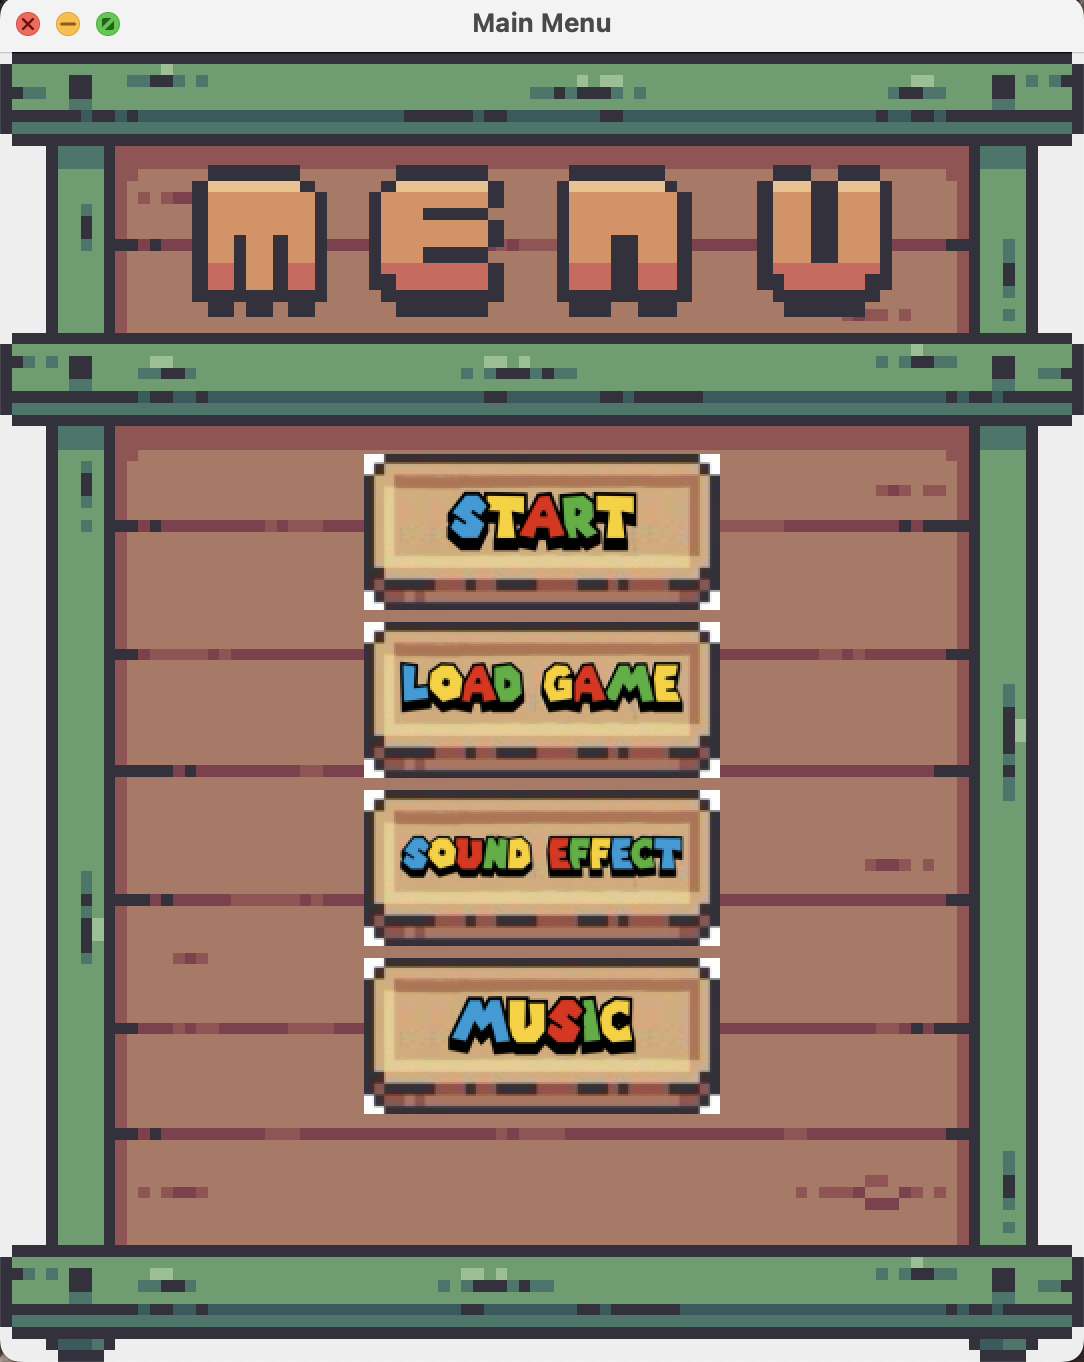 Main Menu
MENU
START
LOAD GAME
SOUND EFFECT
MUSIC